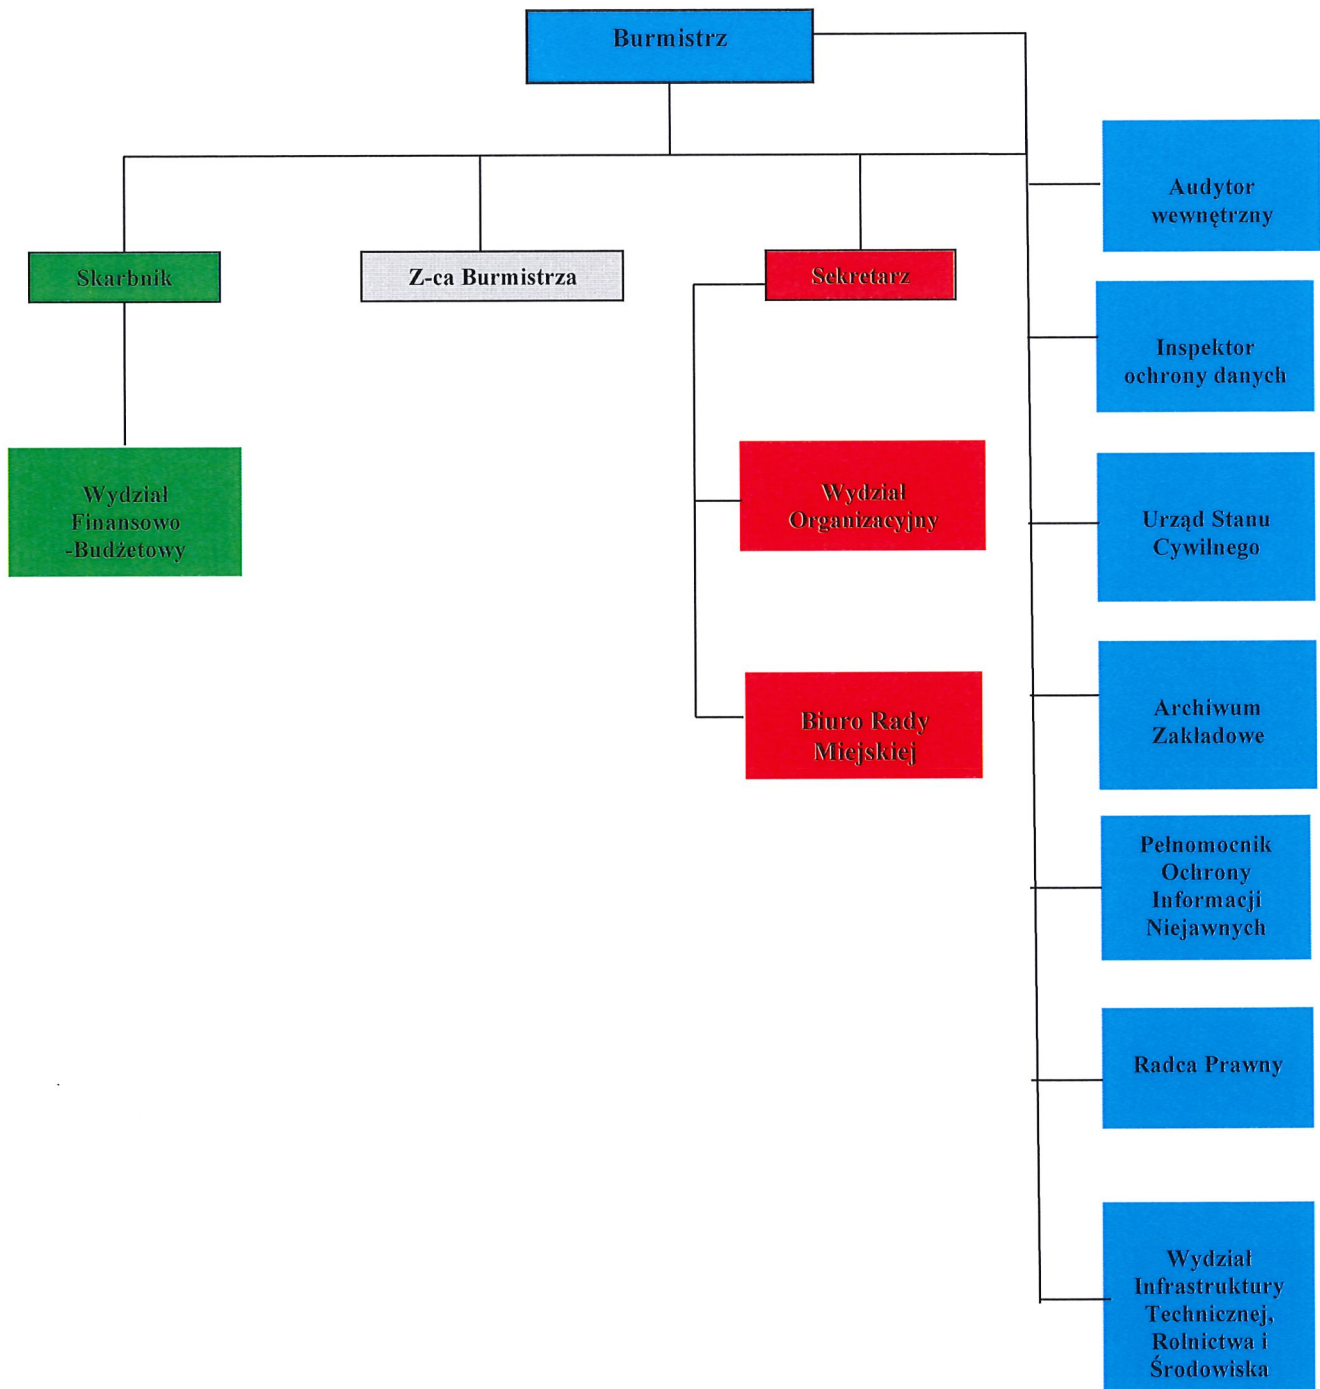 Burmistrz
Audytor
wewnętrzny
Skarbnik
Z-ca Burmistrza
Sekretarz
Inspektor
ochrony danych
Wydział
Finansowo
-Budżetowy
Wydział
Organizacyjny
Urząd Stanu
Cywilnego
Biuro Rady
Miejskiej
Archiwum
Zakładowe
Pełnomocnik
Ochrony
Informacji
Niejawnych
Radca Prawny
Wydział
Infrastruktury
Technicznej,
Rolnictwa i
Środowiska